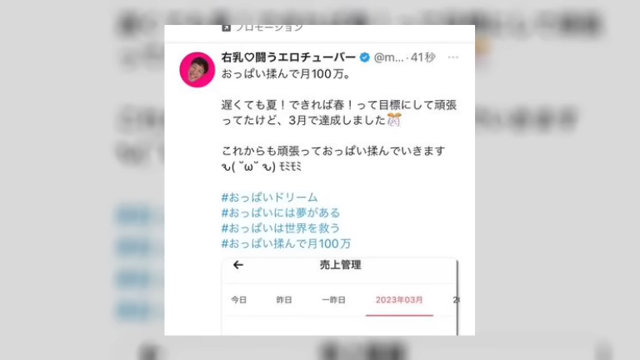 プロモーション
右乳♡闘うエロチューバー @m... · 41秒 ...
おっぱい揉んで月100万。
遅くても夏！できれば春！って目標にして頑張
ってたけど、3月で達成しました🎊
これからも頑張っておっぱい揉んでいきます
ԅ( ˘ω˘ ԅ) ﾓﾐﾓﾐ
#おっぱいドリーム
#おっぱいには夢がある
#おっぱいは世界を救う
#おっぱい揉んで月100万
← 売上管理
今日 昨日 一昨日 2023年03月 20